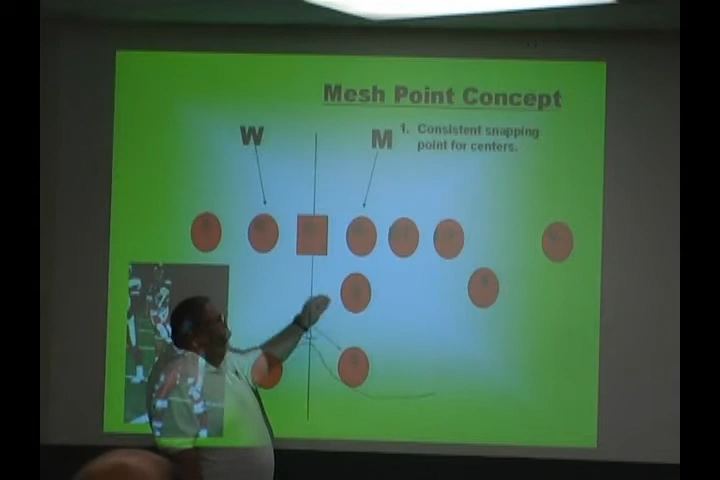 Mesh Point Concept
W
M
1. Consistent snapping
point for centers.